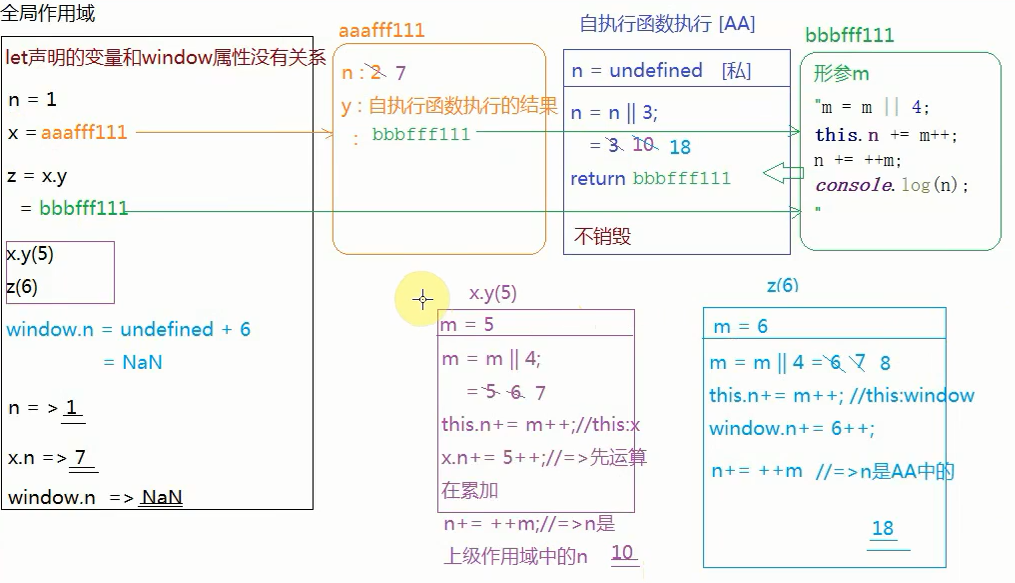 全局作用域
let声明的变量和window属性没有关系
n = 1
x = aaafff111
z = x.y
= bbbfff111
x.y(5)
z(6)
window.n = undefined + 6
= NaN
n = > 1
x.n => 7
window.n => NaN
aaafff111
n : 2 7
y : 自执行函数执行的结果
: bbbfff111
自执行函数执行 [AA]
n = undefined [私]
n = n || 3;
= 3 10 18
return bbbfff111
不销毁
bbbfff111
形参m
"m = m || 4;
this.n += m++;
n += ++m;
console.log(n);
"
x.y(5)
m = 5
m = m || 4;
= 5 6 7
this.n+= m++;//this:x
x.n+= 5++;//=>先运算
在累加
n+= ++m;//=>n是
上级作用域中的n 10
z(6)
m = 6
m = m || 4 = 6 7 8
this.n+= m++; //this:window
window.n+= 6++;
n+= ++m //=>n是AA中的
18